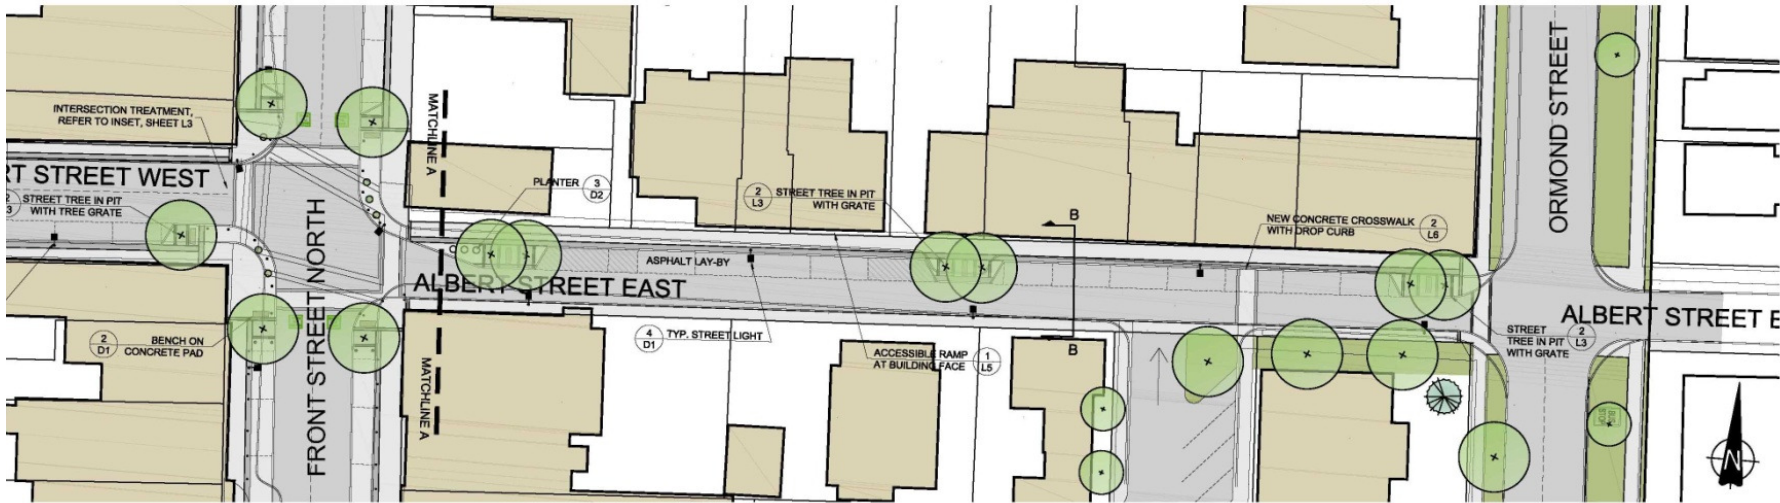 INTERSECTION TREATMENT,
REFER TO INSET, SHEET L3
RT STREET WEST
2
3
STREET TREE IN PIT
WITH TREE GRATE
2
D1
BENCH ON
CONCRETE PAD
FRONT STREET NORTH
MATCHLINE A
MATCHLINE A
PLANTER
3
D2
ALBERT STREET EAST
ASPHALT LAY-BY
4
D1
TYP. STREET LIGHT
2
L3
STREET TREE IN PIT
WITH GRATE
ACCESSIBLE RAMP
AT BUILDING FACE
1
L5
B
B
NEW CONCRETE CROSSWALK
WITH DROP CURB
2
L6
ORMOND STREET
STREET
TREE IN PIT
WITH GRATE
2
L3
ALBERT STREET E
BUS
STOP
N